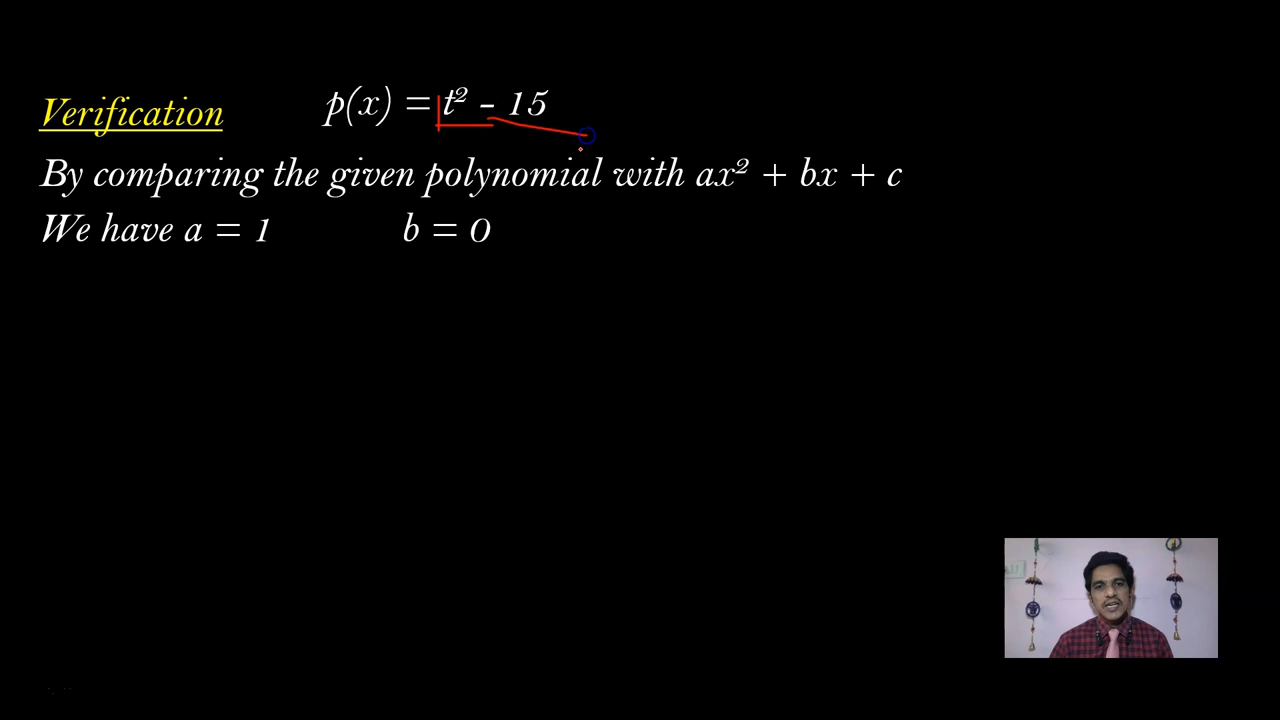 Verification p(x) = t² - 15
By comparing the given polynomial with ax² + bx + c
We have a = 1 b = 0